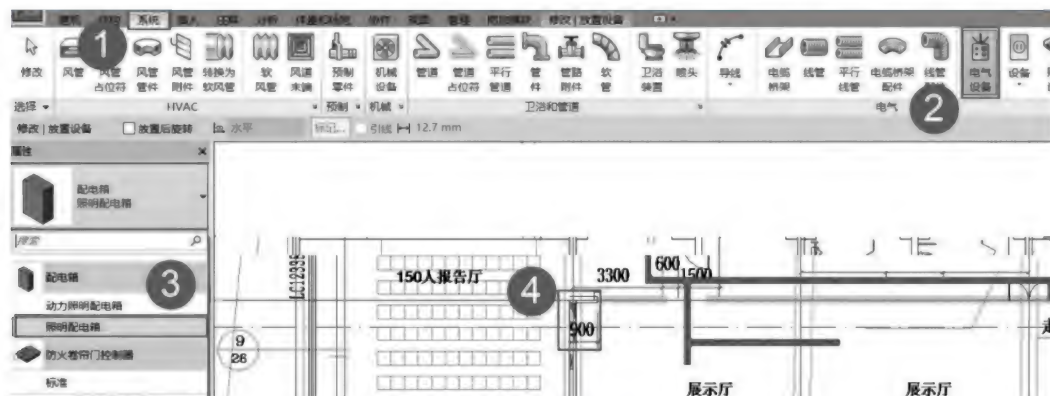 建筑 结构 系统 插入 注释 分析 体量和场地 协作 视图 管理 附加模块 修改 | 放置设备
1
修改 风管 风管 风管 风管 转换为 软 风道 预制 机械 管道 管道 平行 管 管路 软 卫浴 喷头 导线 电缆 线管 平行 电缆桥架 线管 电气 设备
占位符 管件 附件 软风管 风管 末端 零件 设备 占位符 管道 件 附件 管 装置 桥架 线管 配件 设备
2
选择 HVAC 预制 机械 卫浴和管道 电气
修改 | 放置设备 放置后旋转 水平 标记... 引线 12.7 mm
属性
配电箱
照明配电箱
搜索
配电箱
3
动力照明配电箱
照明配电箱
防火卷帘门控制器
标准
LC12339
150人报告厅
4
3300
600
1500
900
9
26
展示厅
展示厅